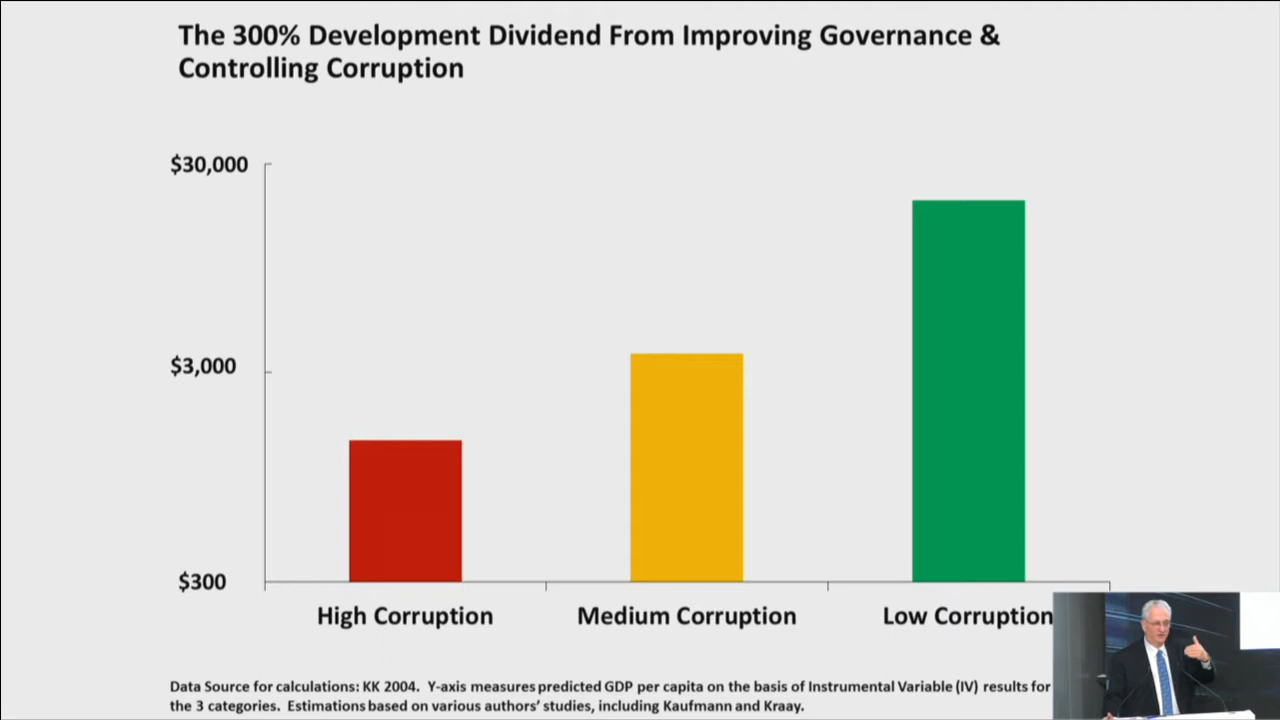 The 300% Development Dividend From Improving Governance &
Controlling Corruption
$30,000
$3,000
$300
High Corruption
Medium Corruption
Low Corruption
Data Source for calculations: KK 2004. Y-axis measures predicted GDP per capita on the basis of Instrumental Variable (IV) results for
the 3 categories. Estimations based on various authors’ studies, including Kaufmann and Kraay.